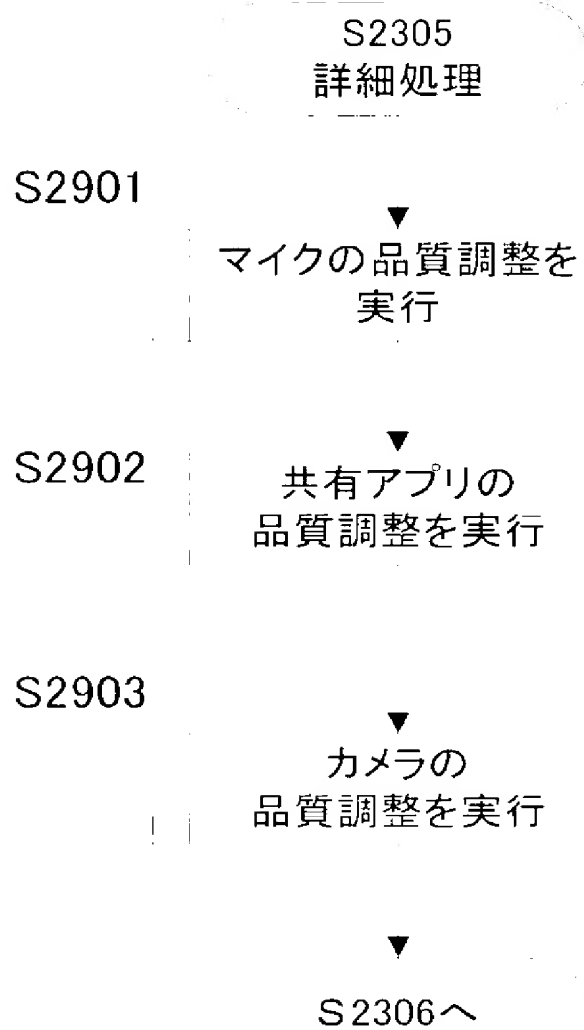 S2305
詳細処理
S2901
マイクの品質調整を
実行
S2902
共有アプリの
品質調整を実行
S2903
カメラの
品質調整を実行
S2306へ